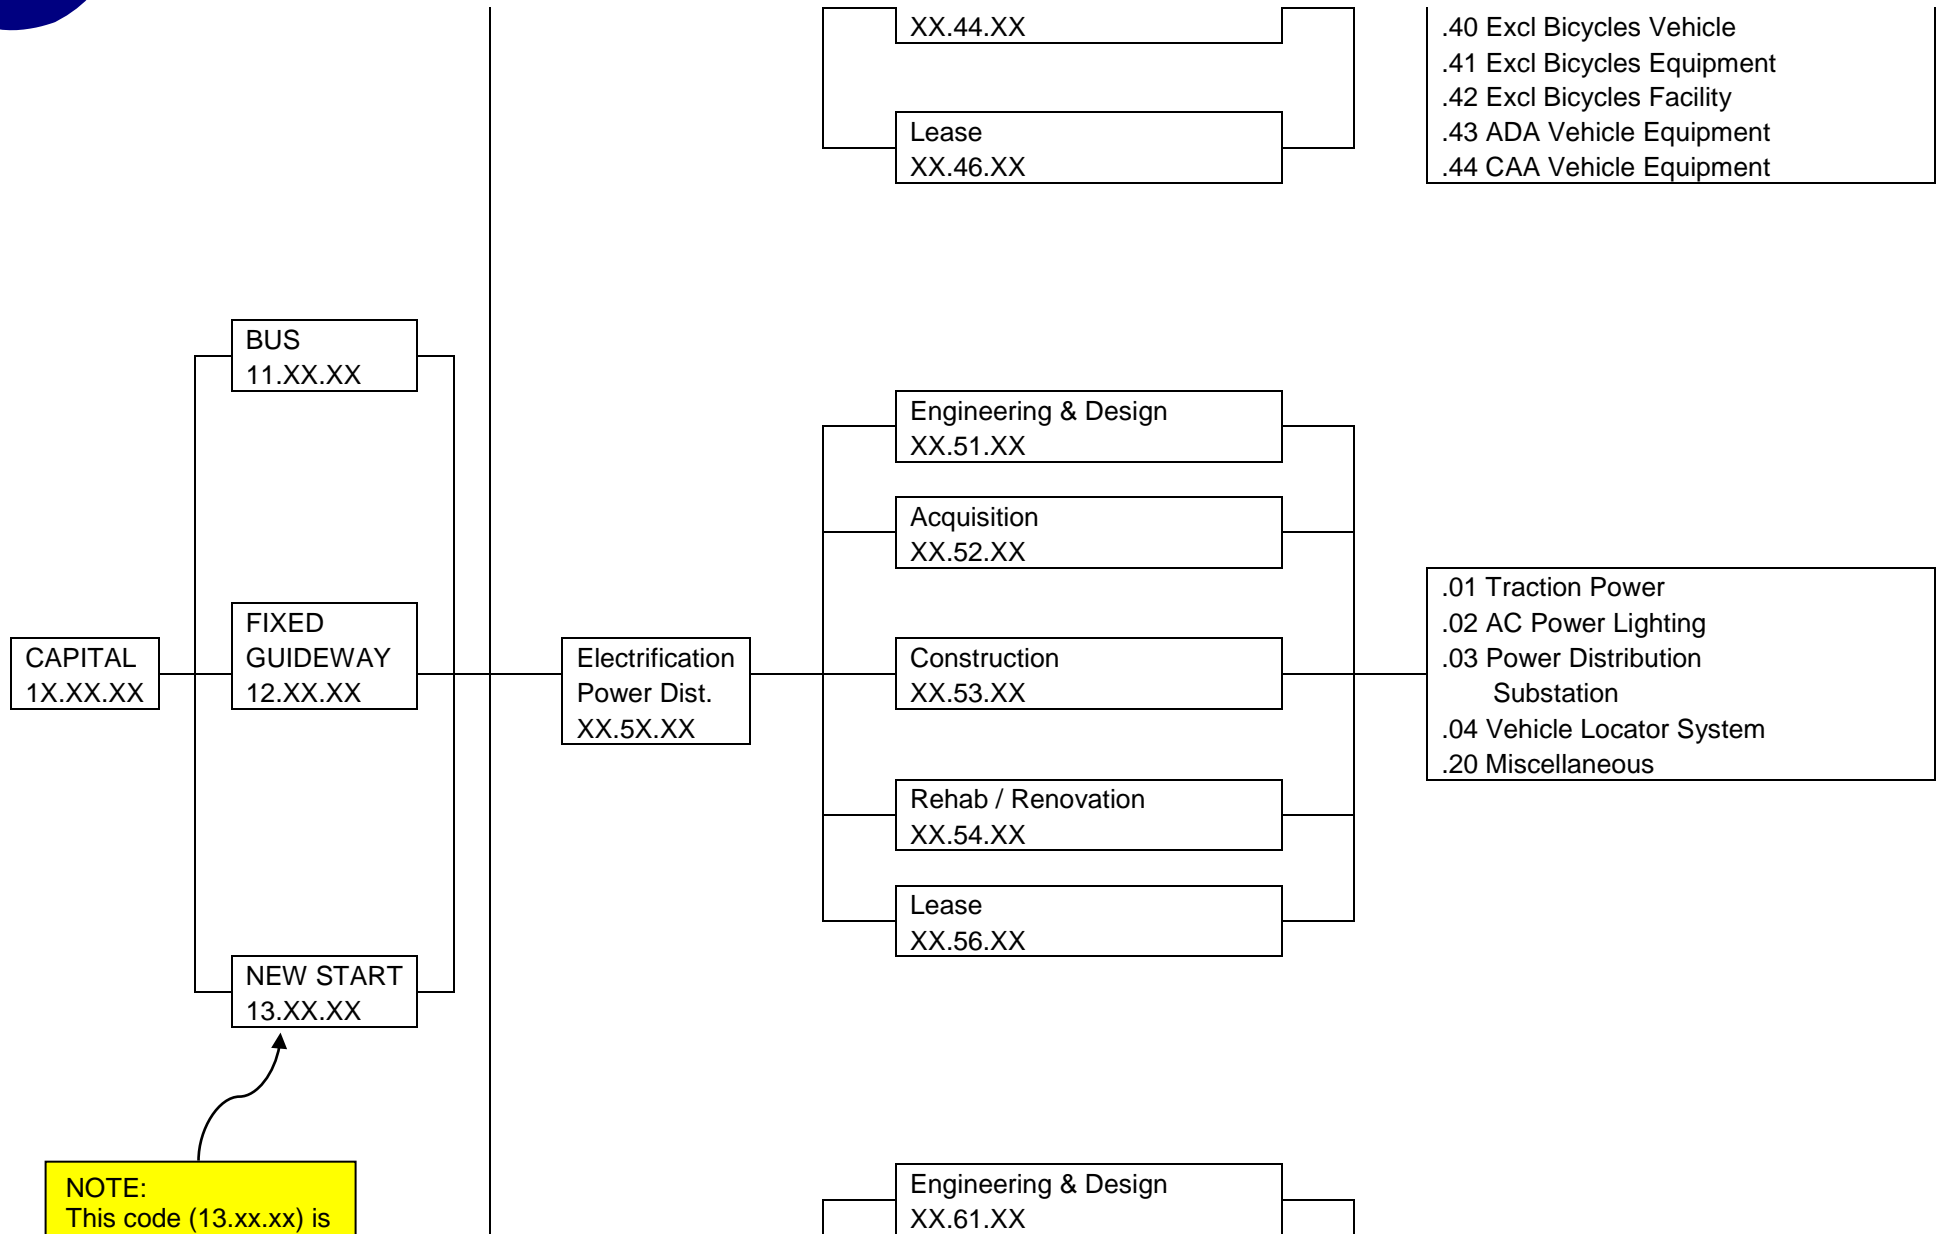 XX.44.XX
.40 Excl Bicycles Vehicle
.41 Excl Bicycles Equipment
.42 Excl Bicycles Facility
.43 ADA Vehicle Equipment
.44 CAA Vehicle Equipment
Lease
XX.46.XX
BUS
11.XX.XX
FIXED
GUIDEWAY
12.XX.XX
CAPITAL
1X.XX.XX
NEW START
13.XX.XX
NOTE:
This code (13.xx.xx) is
Electrification
Power Dist.
XX.5X.XX
Engineering & Design
XX.51.XX
Acquisition
XX.52.XX
Construction
XX.53.XX
Rehab / Renovation
XX.54.XX
Lease
XX.56.XX
.01 Traction Power
.02 AC Power Lighting
.03 Power Distribution
Substation
.04 Vehicle Locator System
.20 Miscellaneous
Engineering & Design
XX.61.XX